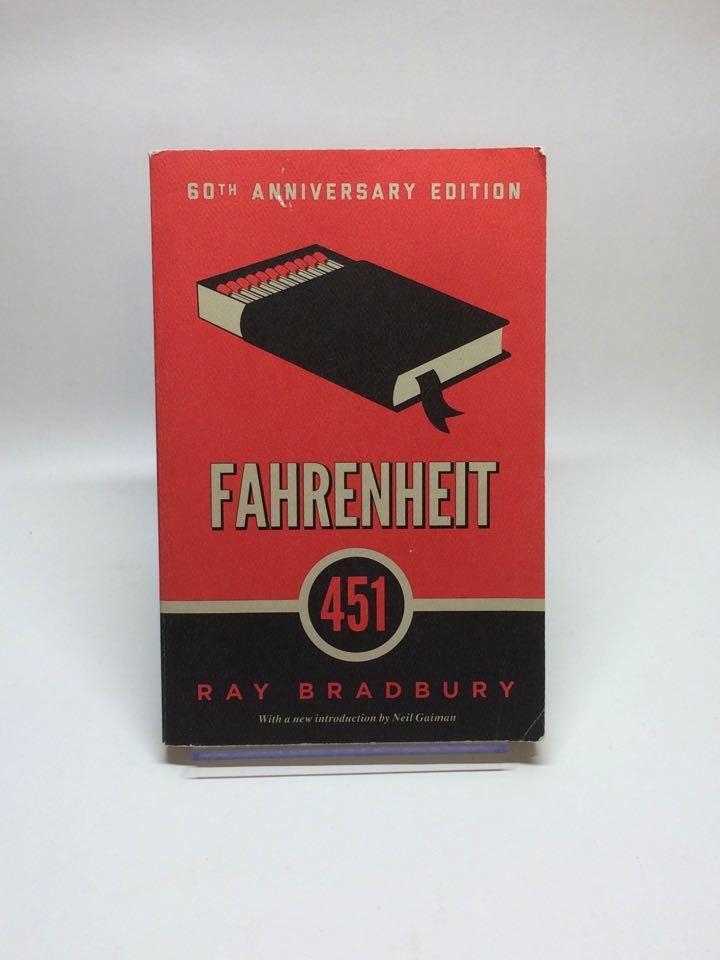 60TH ANNIVERSARY EDITION
FAHRENHEIT
451
RAY BRADBURY
With a new introduction by Neil Gaiman